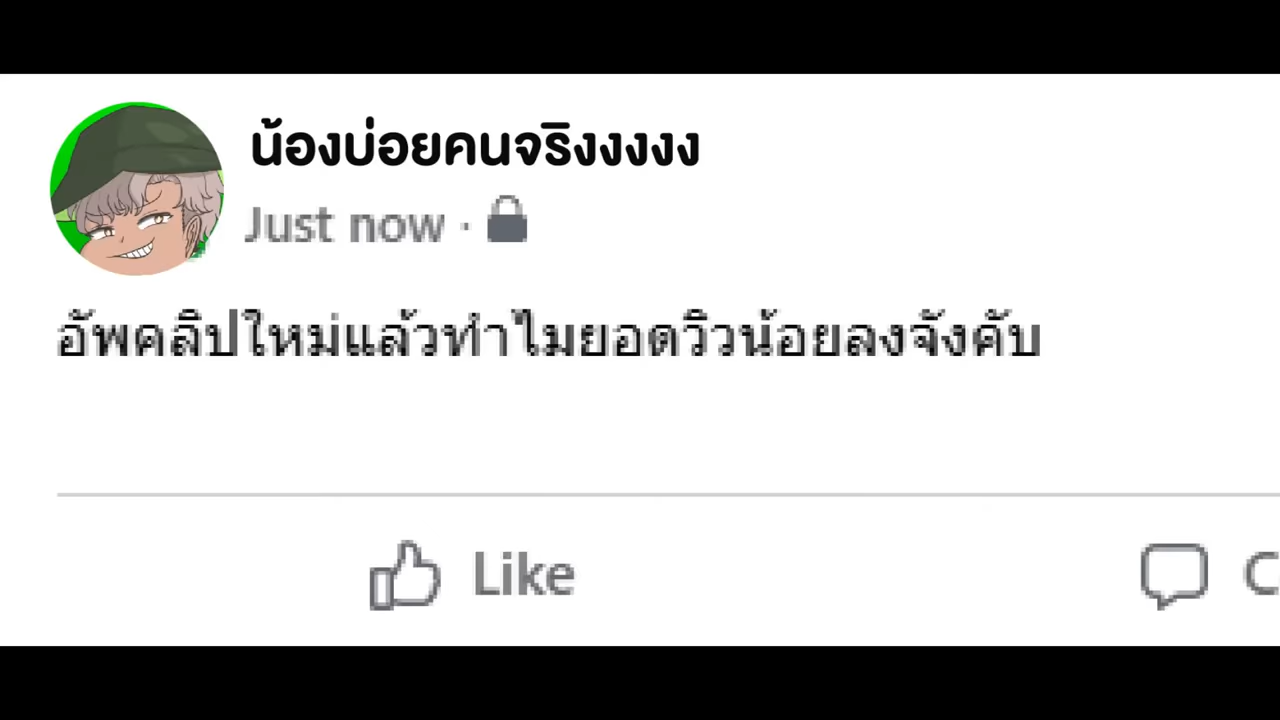 น้องบ่อยคนจริงงงงง
Just now ·
อัพคลิปใหม่แล้วทำไมยอดวิวน้อยลงจังคับ
Like